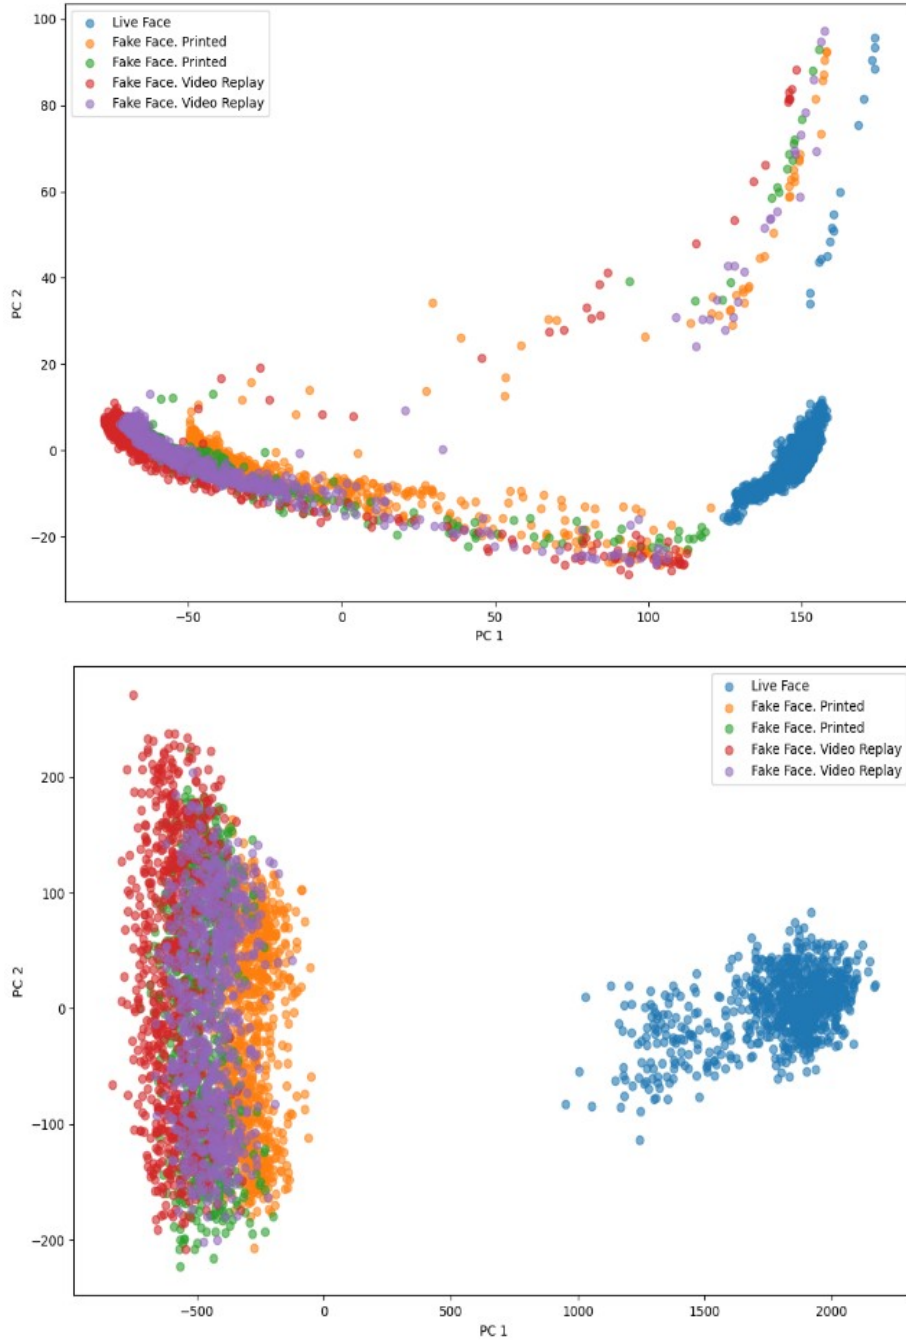 100
80
60
40
20
0
−20
PC 2
Live Face
Fake Face. Printed
Fake Face. Printed
Fake Face. Video Replay
Fake Face. Video Replay
−50
0
50
100
150
PC 1
200
100
0
−100
−200
PC 2
Live Face
Fake Face. Printed
Fake Face. Printed
Fake Face. Video Replay
Fake Face. Video Replay
−500
0
500
1000
1500
2000
PC 1